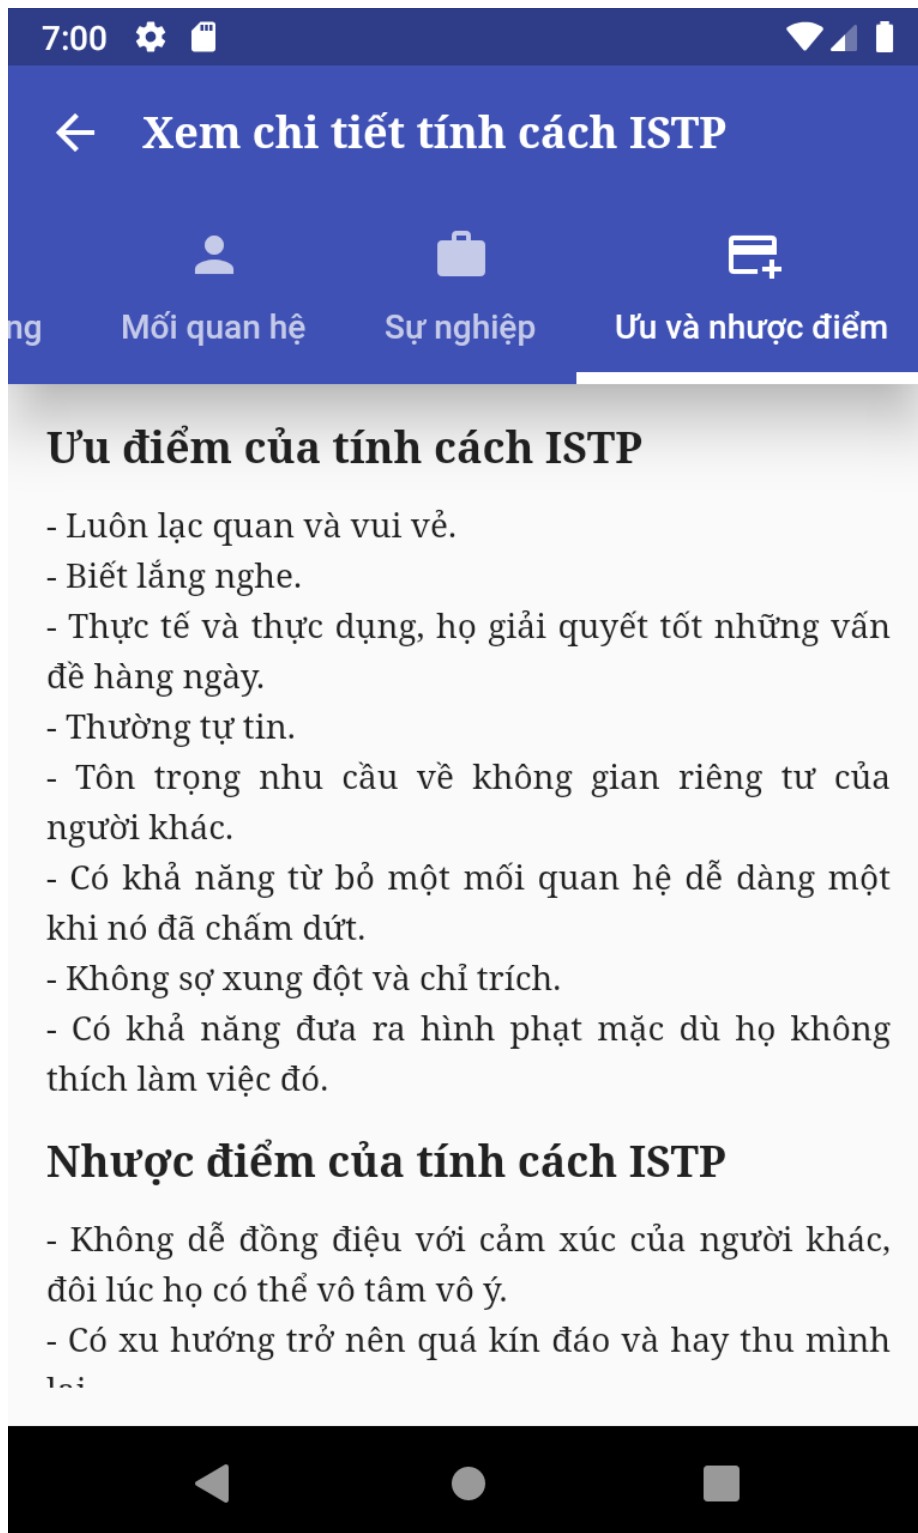 7:00
Xem chi tiết tính cách ISTP
ng
Mối quan hệ
Sự nghiệp
Ưu và nhược điểm
Ưu điểm của tính cách ISTP
- Luôn lạc quan và vui vẻ.
- Biết lắng nghe.
- Thực tế và thực dụng, họ giải quyết tốt những vấn
đề hàng ngày.
- Thường tự tin.
- Tôn trọng nhu cầu về không gian riêng tư của
người khác.
- Có khả năng từ bỏ một mối quan hệ dễ dàng một
khi nó đã chấm dứt.
- Không sợ xung đột và chỉ trích.
- Có khả năng đưa ra hình phạt mặc dù họ không
thích làm việc đó.
Nhược điểm của tính cách ISTP
- Không dễ đồng điệu với cảm xúc của người khác,
đôi lúc họ có thể vô tâm vô ý.
- Có xu hướng trở nên quá kín đáo và hay thu mình